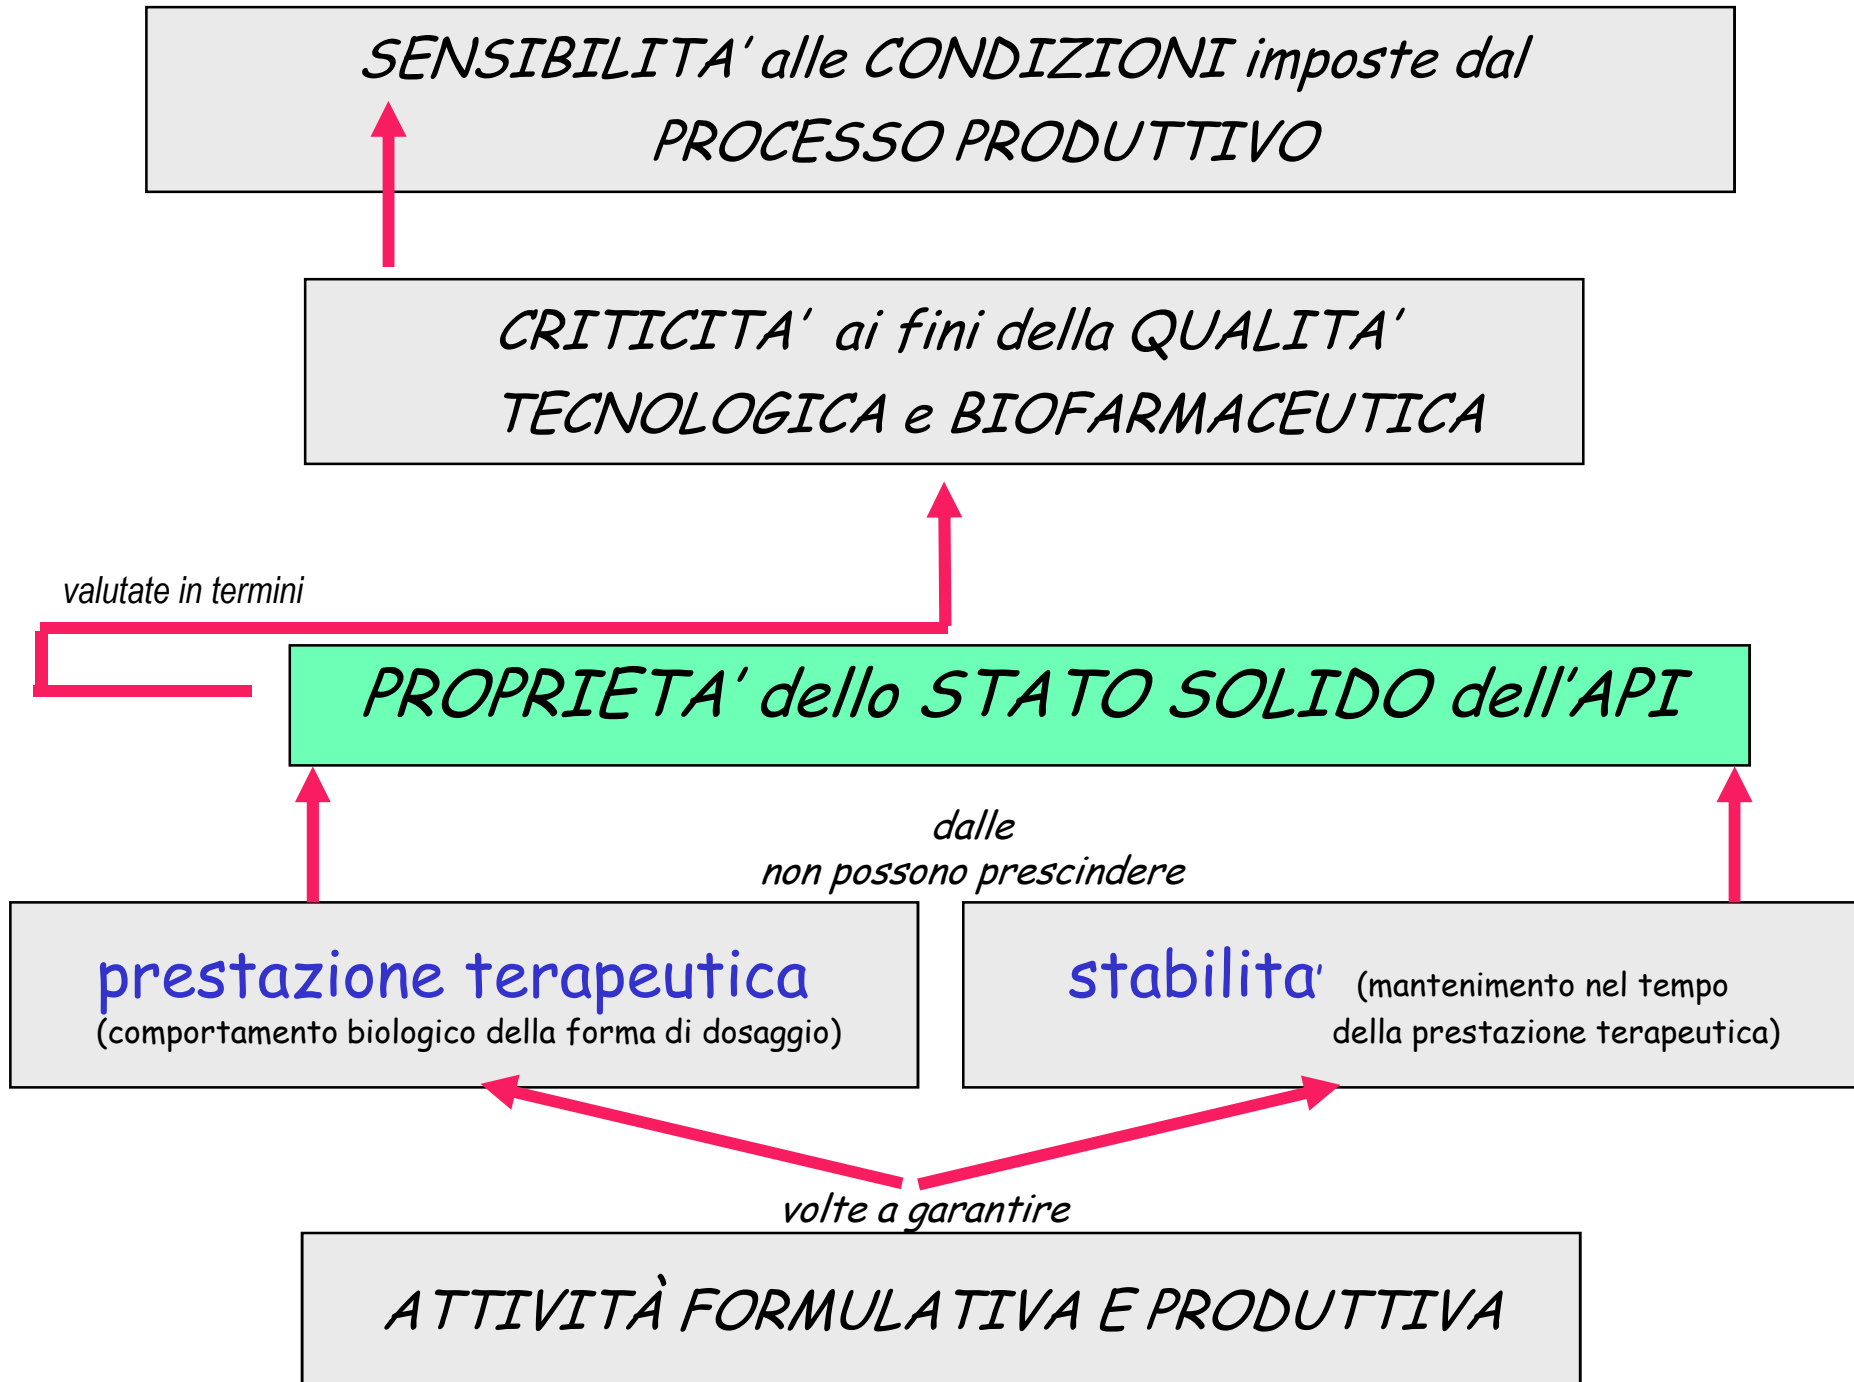 SENSIBILITA' alle CONDIZIONI imposte dal
PROCESSO PRODUTTIVO
CRITICITA' ai fini della QUALITA'
TECNOLOGICA e BIOFARMACEUTICA
valutate in termini
PROPRIETA' dello STATO SOLIDO dell'API
dalle
non possono prescindere
prestazione terapeutica
(comportamento biologico della forma di dosaggio)
stabilita' (mantenimento nel tempo
della prestazione terapeutica)
volte a garantire
ATTIVITÀ FORMULATIVA E PRODUTTIVA